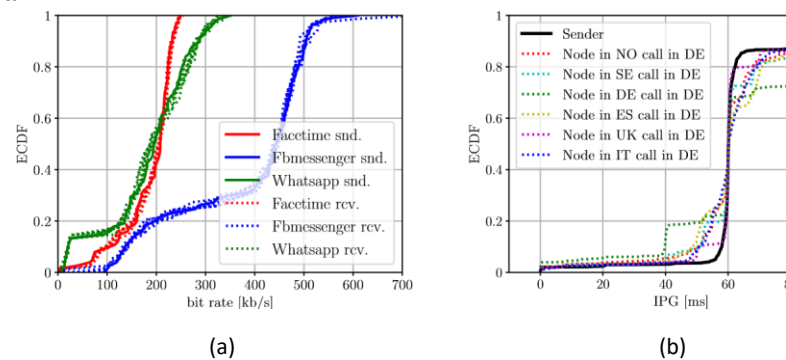 1
0.8
0.6
0.4
0.2
0
ECDF
Facetime snd.
Fbmessenger snd.
Whatsapp snd.
Facetime rcv.
Fbmessenger rcv.
Whatsapp rcv.
0 100 200 300 400 500 600 700
bit rate [kb/s]
(a)
1
0.8
0.6
0.4
0.2
0
ECDF
Sender
Node in NO call in DE
Node in SE call in DE
Node in DE call in DE
Node in ES call in DE
Node in UK call in DE
Node in IT call in DE
0 20 40 60 8
IPG [ms]
(b)